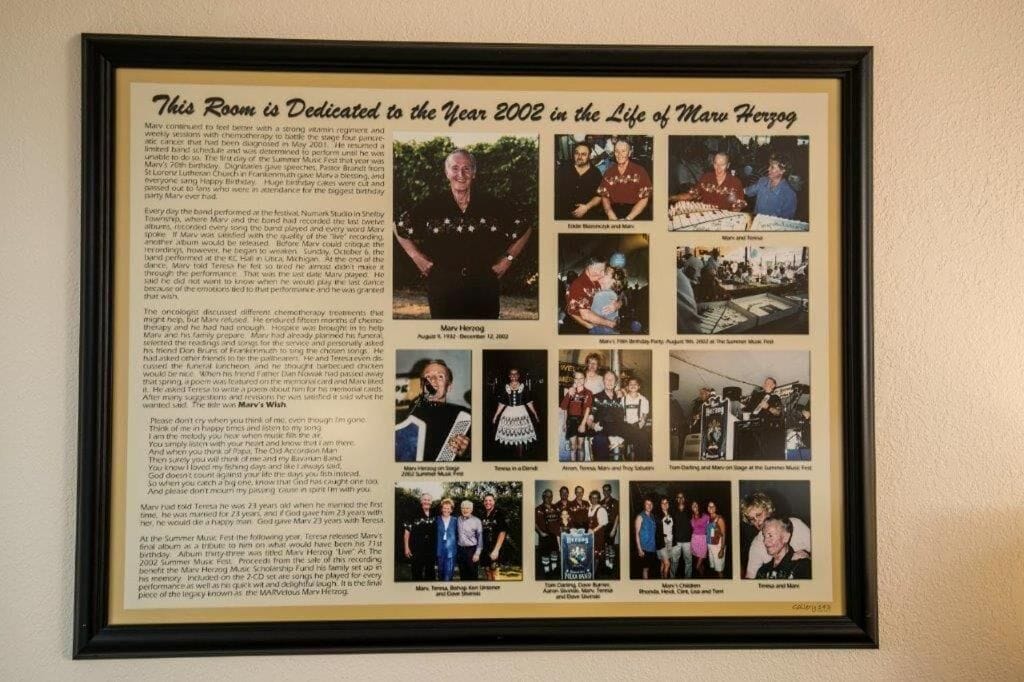 This Room is Dedicated to the Year 2002 in the Life of Marv Herzog
Marv continued to feel better with a strong vitamin regiment and
weekly sessions with chemotherapy to battle the stage four pancre-
atic cancer that had been diagnosed in May 2001. He resumed a
limited band schedule and was determined to perform until he was
unable to do so. The first day of the Summer Music Fest that year was
Marv's 70th birthday. Dignitaries gave speeches, Pastor Brandt from
St Lorenz Lutheran Church in Frankenmuth gave Marv a blessing, and
everyone sang Happy Birthday. Huge birthday cakes were cut and
passed out to fans who were in attendance for the biggest birthday
party Marv ever had.
Every day the band performed at the festival, Numark Studio in Shelby
Township, where Marv and the band had recorded the last twelve
albums, recorded every song the band played and every word Marv
spoke. If Marv was satisfied with the quality of the "live" recording,
another album would be released. Before Marv could critique the
recordings, however, he began to weaken. Sunday, October 6, the
band performed at the KC Hall in Utica, Michigan. At the end of the
dance, Marv told Teresa he felt so tired he almost didn't make it
through the performance. That was the last date Marv played. He
said he did not want to know when he would play the last dance
because of the emotions tied to that performance and he was granted
that wish.
The oncologist discussed different chemotherapy treatments that
might help, but Marv refused. He endured fifteen months of chemo-
therapy and he had had enough. Hospice was brought in to help
Marv and his family prepare. Marv had already planned his funeral,
selected the readings and songs for the service and personally asked
his friend Don Bruns of Frankenmuth to sing the chosen songs. He
had asked other friends to be the pallbearers. He and Teresa even dis-
cussed the funeral luncheon, and he thought barbecued chicken
would be nice. When his friend Father Dan Nowak had passed away
that spring, a poem was featured on the memorial card and Marv liked
it. He asked Teresa to write a poem about him for his memorial cards.
After many suggestions and revisions he was satisfied it said what he
wanted said. The title was Marv's Wish.
Please don't cry when you think of me, even though I'm gone.
Think of me in happy times and listen to my song.
I am the melody you hear when music fills the air.
You simply listen with your heart and know that I am there.
And when you think of Papa, The Old Accordion Man
Then surely you will think of me and my Bavarian Band.
You know I loved my fishing days and like I always said,
God doesn't count against your life the days you fish instead.
So when you catch a big one, know that God has caught one too,
And please don't mourn my passing 'cause in spirit I'm with you.
Marv had told Teresa he was 23 years old when he married the first
time, he was married for 23 years, and if God gave him 23 years with
her, he would die a happy man. God gave Marv 23 years with Teresa.
At the Summer Music Fest the following year, Teresa released Marv's
final album as a tribute to him on what would have been his 71st
birthday. Album thirty-three was titled Marv Herzog "Live" At The
2002 Summer Music Fest. Proceeds from the sale of this recording
benefit the Marv Herzog Music Scholarship Fund his family set up in
his memory. Included on the 2-CD set are songs he played for every
performance as well as his quick wit and delightful laugh. It is the final
piece of the legacy known as the MARVelous Marv Herzog.
Marv Herzog
August 9, 1932 - December 12, 2002
Eddie Blazonczyk and Marv
Marv and Teresa
Marv's 70th Birthday Party, August 9th, 2002 at The Summer Music Fest
Marv Herzog on Stage
2002 Summer Music Fest
Teresa in a Dirndl
Aaron, Teresa, Marv and Troy
Tom Darling and Marv on Stage at the Summer Music Fest
Herzog
Marv, Teresa, Bishop Ken Untener
and Dave Slivinski
Herzog
Tom Darling, Dave Burner,
Aaron Slivinski, Marv, Teresa
and Dave Slivinski
Marv's Children
Rhonda, Heidi, Clint, Lisa and Terri
Teresa and Marv
Gallery 143